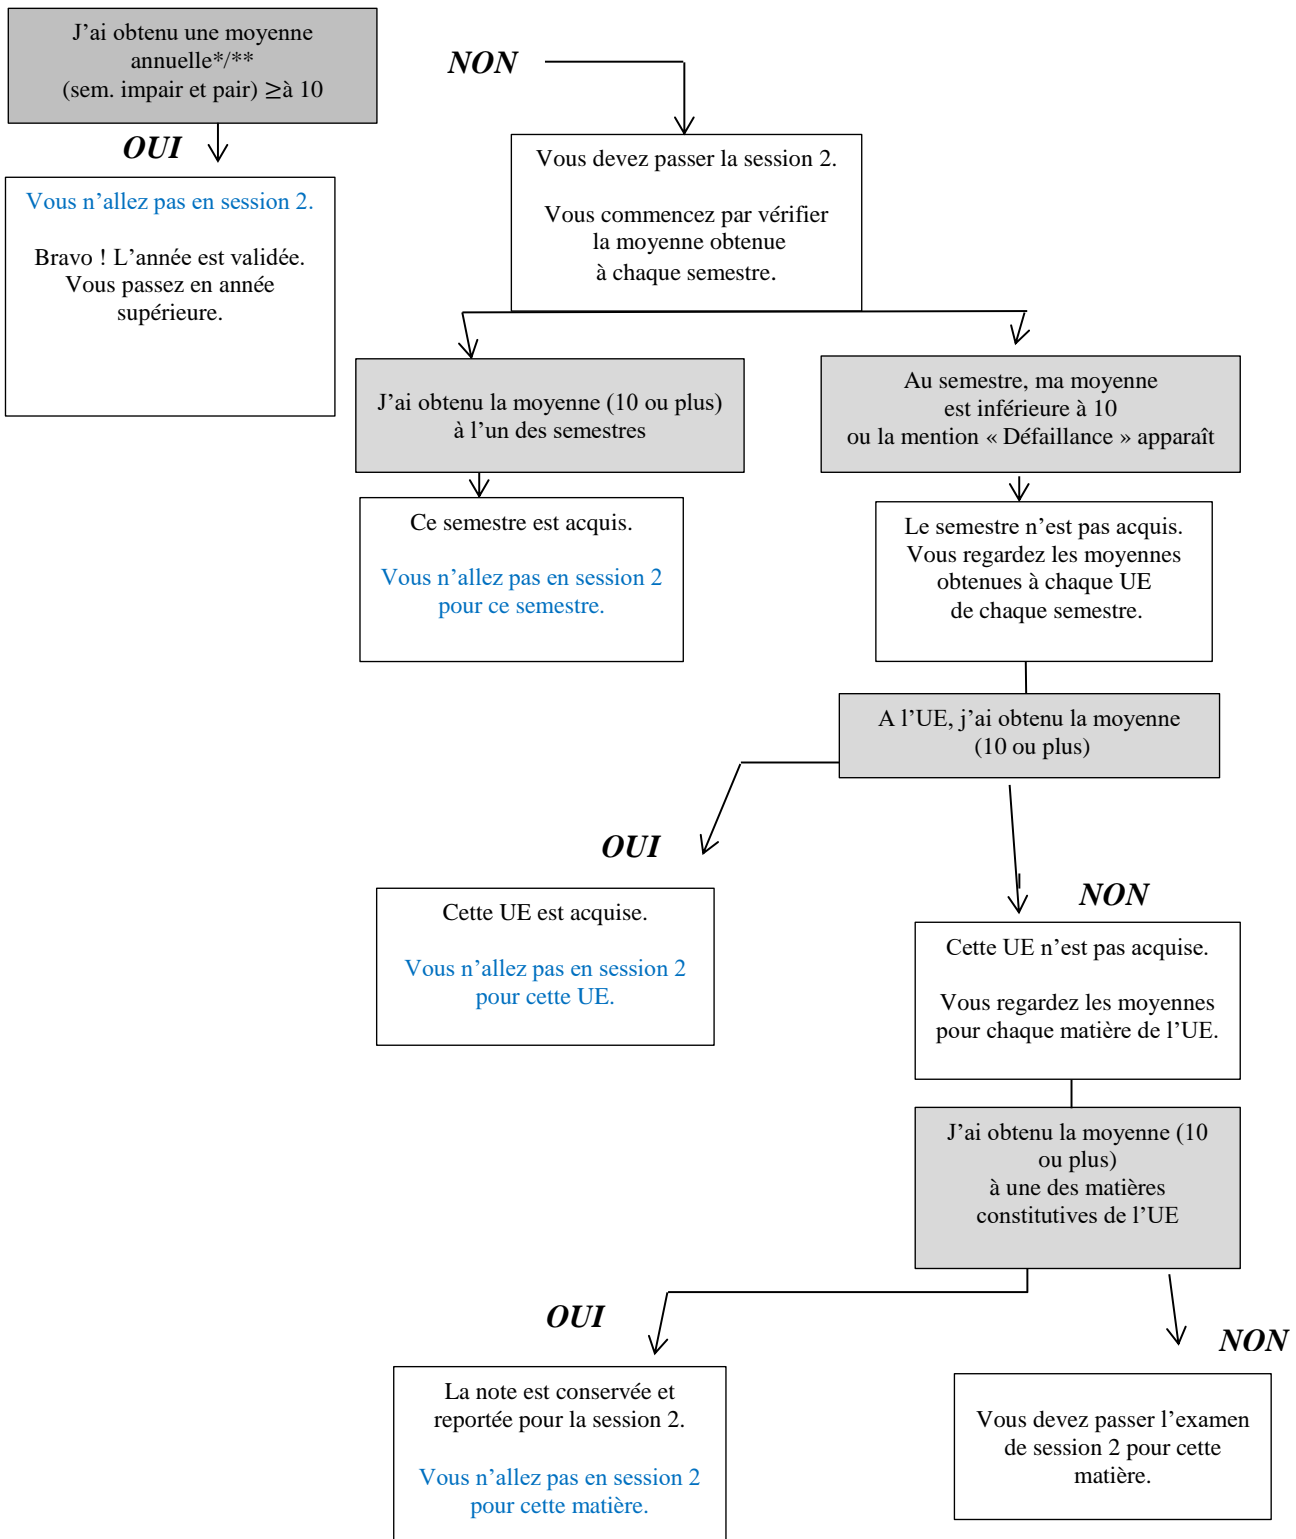 J’ai obtenu une moyenne
annuelle*/**
(sem. impair et pair) ≥à 10
NON
OUI
Vous n’allez pas en session 2.
Bravo ! L’année est validée.
Vous passez en année
supérieure.
Vous devez passer la session 2.
Vous commencez par vérifier
la moyenne obtenue
à chaque semestre.
J’ai obtenu la moyenne (10 ou plus)
à l’un des semestres
Au semestre, ma moyenne
est inférieure à 10
ou la mention « Défaillance » apparaît
Ce semestre est acquis.
Vous n’allez pas en session 2
pour ce semestre.
Le semestre n’est pas acquis.
Vous regardez les moyennes
obtenues à chaque UE
de chaque semestre.
A l’UE, j’ai obtenu la moyenne
(10 ou plus)
OUI
NON
Cette UE est acquise.
Vous n’allez pas en session 2
pour cette UE.
Cette UE n’est pas acquise.
Vous regardez les moyennes
pour chaque matière de l’UE.
J’ai obtenu la moyenne (10
ou plus)
à une des matières
constitutives de l’UE
OUI
NON
La note est conservée et
reportée pour la session 2.
Vous n’allez pas en session 2
pour cette matière.
Vous devez passer l’examen
de session 2 pour cette
matière.